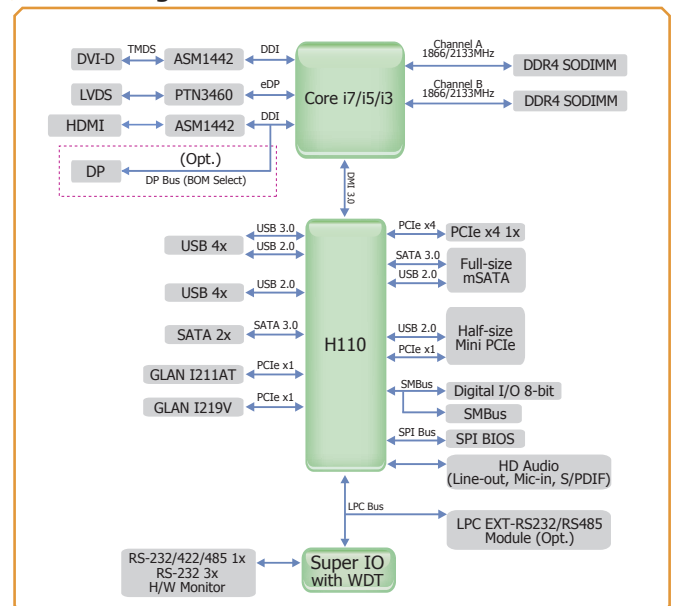 DVI-D
TMDS
ASM1442
DDI
LVDS
PTN3460
eDP
HDMI
ASM1442
DDI
(Opt.)
DP
DP Bus (BOM Select)
Core i7/i5/i3
Channel A
1866/2133MHz
DDR4 SODIMM
Channel B
1866/2133MHz
DDR4 SODIMM
DMI 3.0
USB 4x
USB 3.0
USB 2.0
USB 4x
USB 2.0
SATA 2x
SATA 3.0
GLAN I211AT
PCIe x1
GLAN I219V
PCIe x1
H110
PCIe x4
PCIe x4 1x
SATA 3.0
USB 2.0
Full-size
mSATA
USB 2.0
PCIe x1
Half-size
Mini PCIe
SMBus
Digital I/O 8-bit
SMBus
SPI Bus
SPI BIOS
HD Audio
(Line-out, Mic-in, S/PDIF)
LPC Bus
LPC EXT-RS232/RS485
Module (Opt.)
RS-232/422/485 1x
RS-232 3x
H/W Monitor
Super IO
with WDT